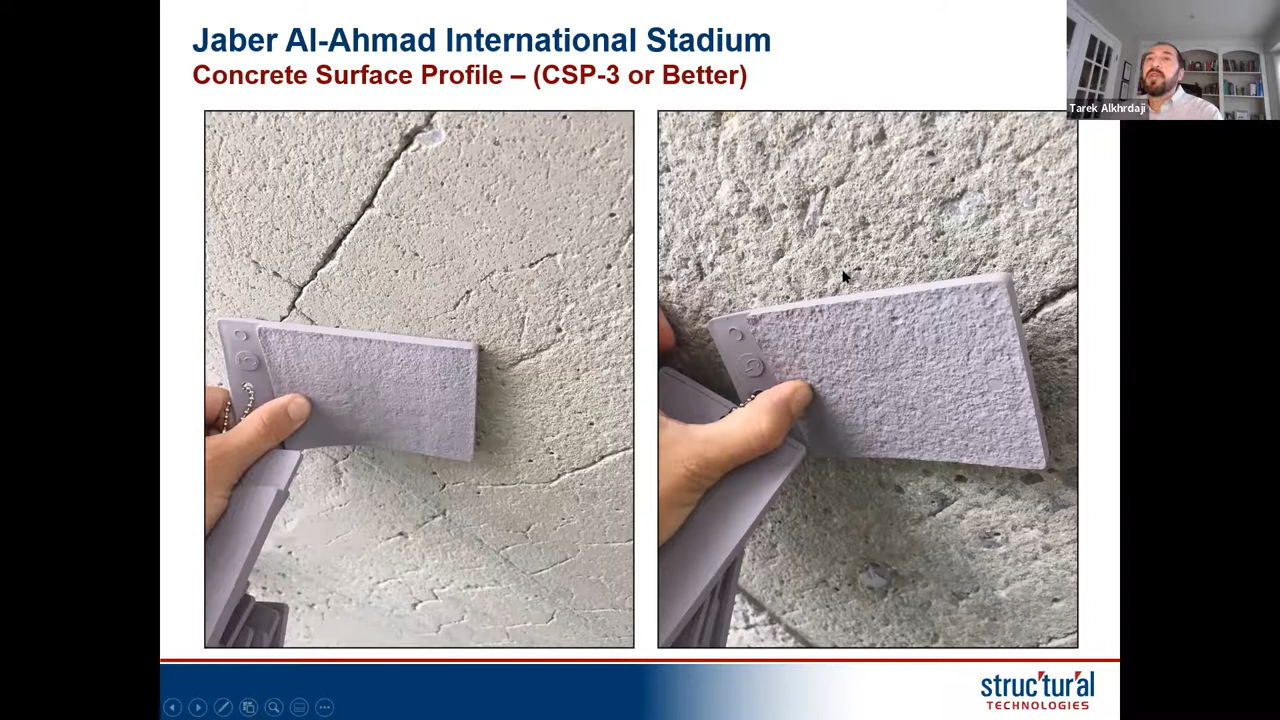 Jaber Al-Ahmad International Stadium
Concrete Surface Profile – (CSP-3 or Better)
Tarek Alkhrdaji
structural
TECHNOLOGIES